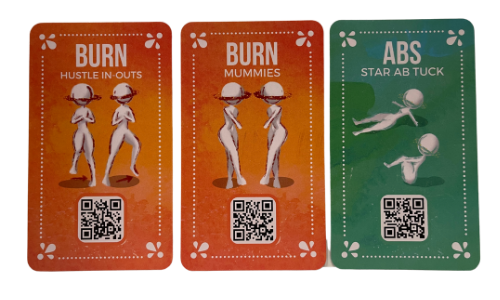 BURN
HUSTLE IN-OUTS
BURN
MUMMIES
ABS
STAR AB TUCK